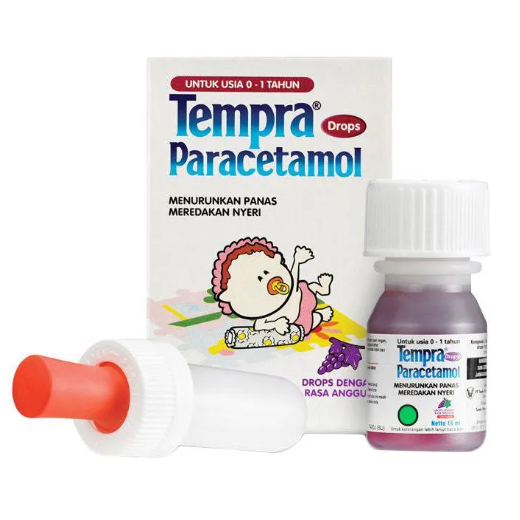 UNTUK USIA 0 - 1 TAHUN
Tempra® Drops
Paracetamol
MENURUNKAN PANAS
MEREDAKAN NYERI
DROPS DENGA
RASA ANGGU
Untuk usia 0 - 1 tahun
Tempra® Drops
Paracetamol
MENURUNKAN PANAS
MEREDAKAN NYERI
Netto 15 ml